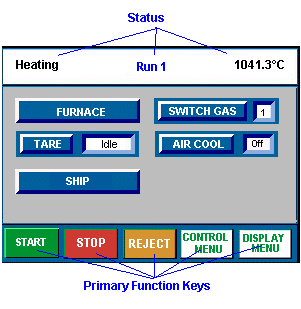 Status
Heating Run 1 1041.3°C
FURNACE SWITCH GAS 1
TARE Idle AIR COOL Off
SHIP
START STOP REJECT CONTROL MENU DISPLAY MENU
Primary Function Keys